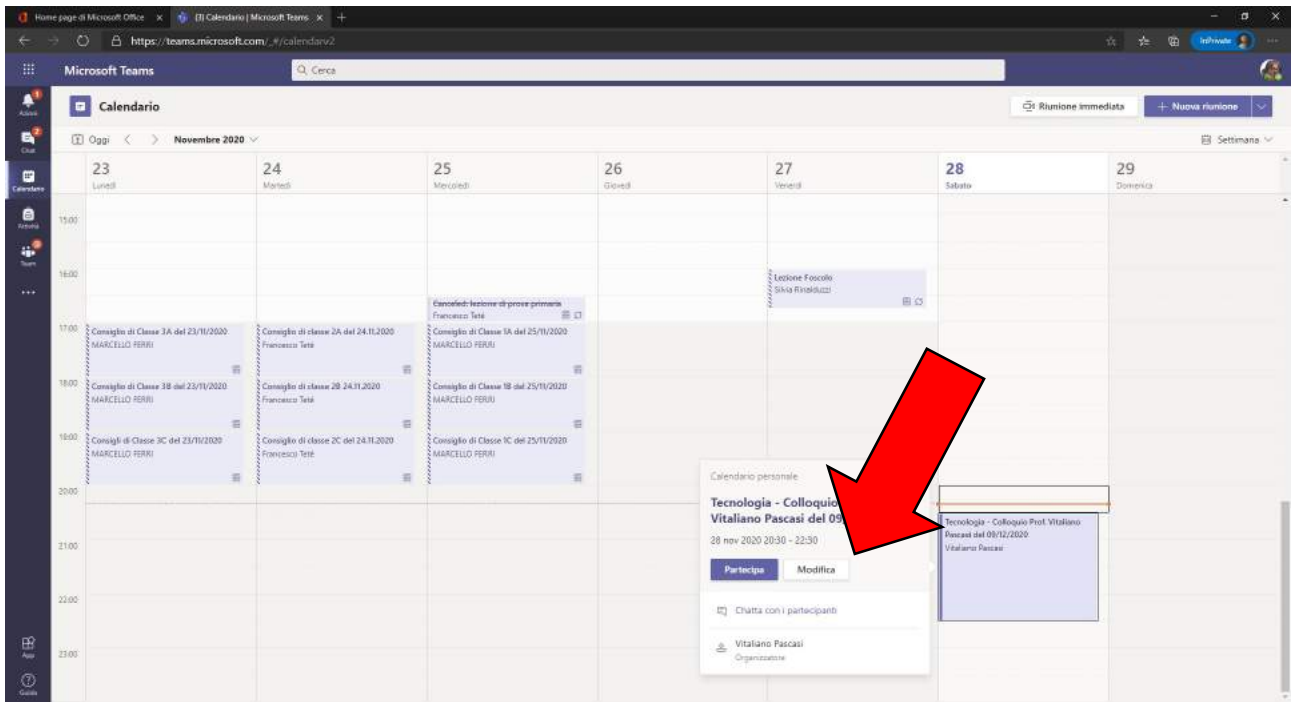 Home page di Microsoft Office
(3) Calendario | Microsoft Teams
https://teams.microsoft.com/_#/calendarv2
InPrivate
Microsoft Teams
Cerca
Calendario
Riunione immediata
+ Nuova riunione
Oggi
Novembre 2020
Settimana
Chat
Calendario
Attività
Team
App
Guida
23
Lunedì
24
Martedì
25
Mercoledì
26
Giovedì
27
Venerdì
28
Sabato
29
Domenica
15:00
16:00
Lezione Foscolo
Silvia Rinalduzzi
Canceled: lezione di prova primaria
Francesco Teté
17:00
Consiglio di Classe 3A del 23/11/2020
MARCELLO FERRI
Consiglio di classe 2A del 24.11.2020
Francesco Teté
Consiglio di Classe 1A del 25/11/2020
MARCELLO FERRI
18:00
Consiglio di Classe 3B del 23/11/2020
MARCELLO FERRI
Consiglio di classe 2B 24.11.2020
Francesco Teté
Consiglio di Classe 1B del 25/11/2020
MARCELLO FERRI
19:00
Consigli di Classe 3C del 23/11/2020
MARCELLO FERRI
Consiglio di classe 2C del 24.11.2020
Francesco Teté
Consiglio di Classe 1C del 25/11/2020
MARCELLO FERRI
20:00
21:00
22:00
23:00
Calendario personale
Tecnologia - Colloquio
Vitaliano Pascasi del 09
28 nov 2020 20:30 - 22:30
Partecipa
Modifica
Chatta con i partecipanti
Vitaliano Pascasi
Organizzatore
Tecnologia - Colloquio Prof. Vitaliano
Pascasi del 09/12/2020
Vitaliano Pascasi